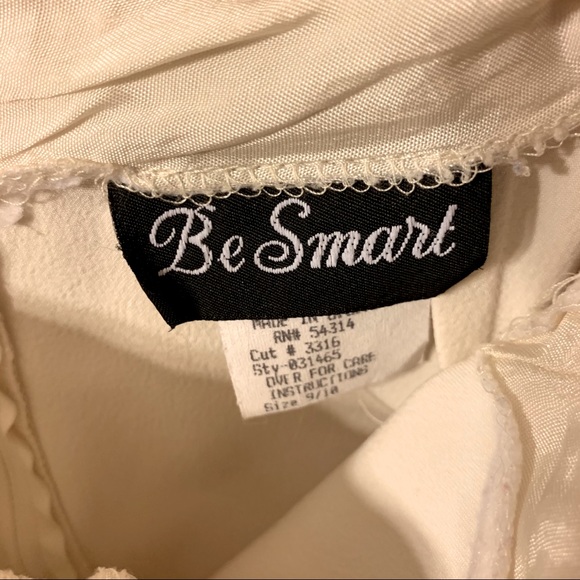 Be Smart
MADE IN
RN# 54314
Cut # 3316
Sty-031465
OVER FOR CARE
INSTRUCTIONS
Size 9/10